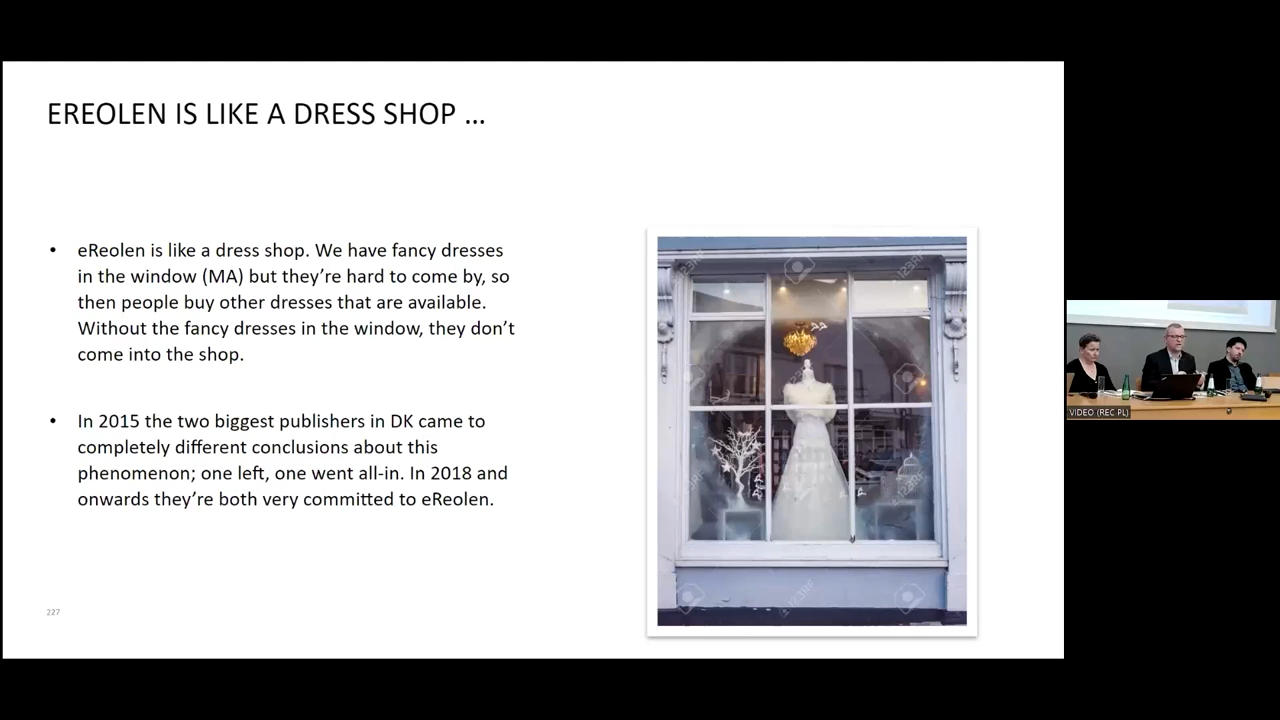 EREOLEN IS LIKE A DRESS SHOP ...
• eReolen is like a dress shop. We have fancy dresses
in the window (MA) but they’re hard to come by, so
then people buy other dresses that are available.
Without the fancy dresses in the window, they don’t
come into the shop.
• In 2015 the two biggest publishers in DK came to
completely different conclusions about this
phenomenon; one left, one went all-in. In 2018 and
onwards they’re both very committed to eReolen.
227
123RF
123RF
123RF
123RF
VIDEO (REC PL)